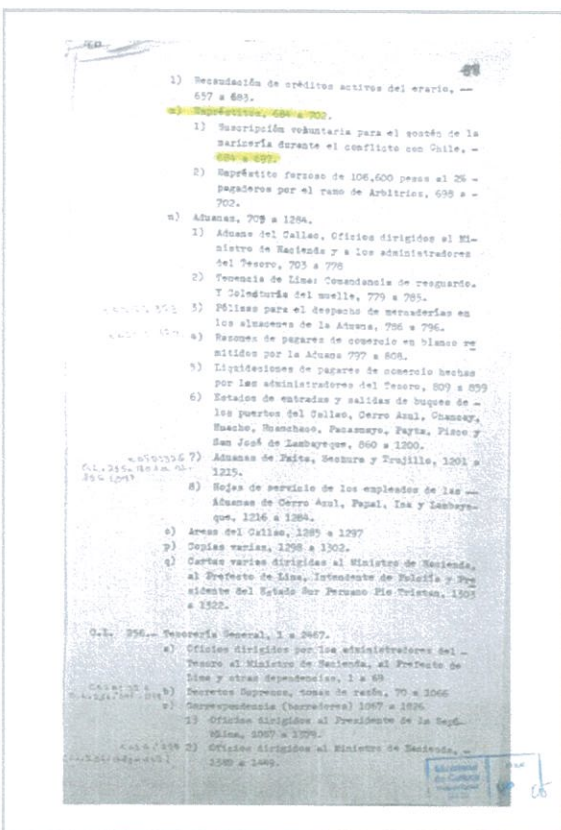 1) Recaudación de créditos activos del erario, —
657 a 683.
m) Empréstitos, 684 a 702.
1) Suscripción voluntaria para el sostén de la
marinería durante el conflicto con Chile, -
684 a 697.
2) Empréstito forzoso de 106,600 pesos al 2% -
pagaderos por el ramo de Arbitrios, 698 a -
702.
n) Aduanas, 703 a 1284.
1) Aduana del Callao, Oficios dirigidos al Mi-
nistro de Hacienda y a los administradores
del Tesoro, 703 a 778
2) Tenencia de Lima: Comandancia de resguardo.
Y Colecturía del muelle, 779 a 785.
3) Pólizas para el despacho de mercaderías en
los almacenes de la Aduana, 786 a 796.
4) Razones de pagares de comercio en blanco re
mitidos por la Aduana 797 a 808.
5) Liquidaciones de pagares de comercio hechas
por los administradores del Tesoro, 809 a 859
6) Estados de entradas y salidas de buques de -
los puertos del Callao, Cerro Azul, Chancay,
Huacho, Huanchaco, Pacasmayo, Payta, Pisco y
San José de Lambayeque, 860 a 1200.
7) Aduanas de Paita, Sechura y Trujillo, 1201 a
1215.
8) Hojas de servicio de los empleados de las —
Aduanas de Cerro Azul, Papal, Ica y Lambaye-
que, 1216 a 1284.
o) Areas del Callao, 1285 a 1297
p) Copias varias, 1298 a 1302.
q) Cartas varias dirigidas al Ministro de Hacienda,
al Prefecto de Lima, Intendente de Policía y Pre
sidente del Estado Sur Peruano Pío Tristan, 1303
a 1322.
O.L. 256.- Tesorería General, 1 a 2467.
a) Oficios dirigidos por los administradores del -
Tesoro al Ministro de Hacienda, al Prefecto de
Lima y otras dependencias, 1 a 69
b) Decretos Supremos, tomas de razón, 70 a 1066
c) Correspondencia (borradores) 1067 a 1826
1) Oficios dirigidos al Presidente de la Repú-
blica, 1067 a 1379.
2) Oficios dirigidos al Ministro de Hacienda, -
1380 a 1449.